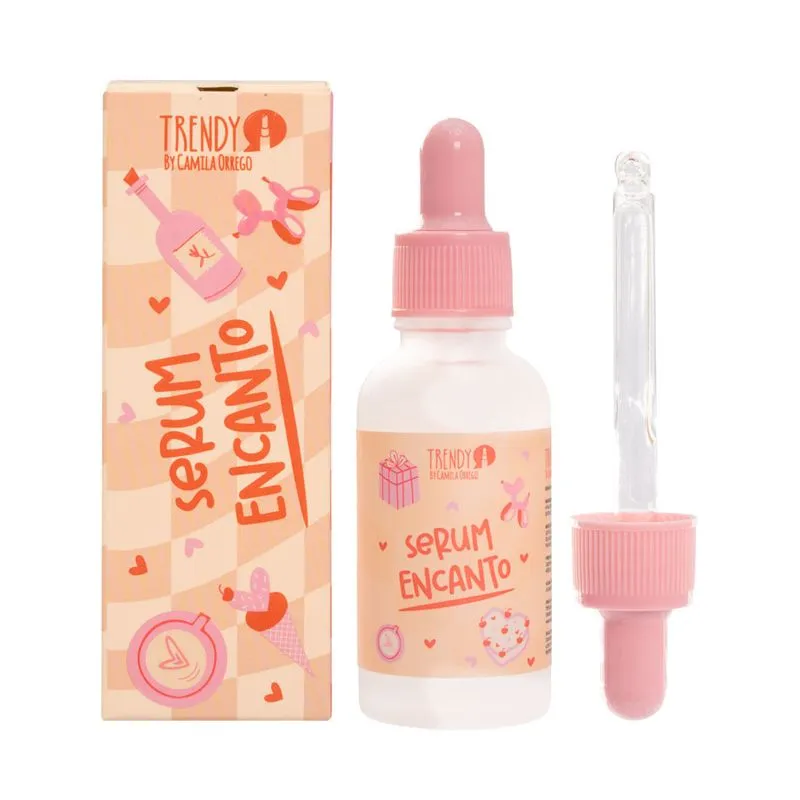 TRENDY
BY CAMILA ORREGO
SERUM
ENCANTO
TRENDY
BY CAMILA ORREGO
SERUM
ENCANTO